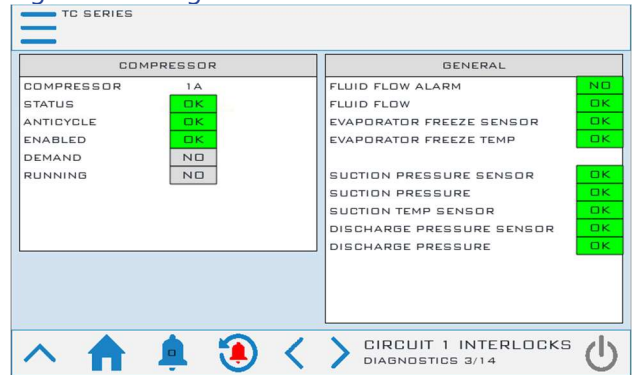 TC SERIES
COMPRESSOR
COMPRESSOR 1A
STATUS OK
ANTICYCLE OK
ENABLED OK
DEMAND NO
RUNNING NO
GENERAL
FLUID FLOW ALARM NO
FLUID FLOW OK
EVAPORATOR FREEZE SENSOR OK
EVAPORATOR FREEZE TEMP OK
SUCTION PRESSURE SENSOR OK
SUCTION PRESSURE OK
SUCTION TEMP SENSOR OK
DISCHARGE PRESSURE SENSOR OK
DISCHARGE PRESSURE OK
0
CIRCUIT 1 INTERLOCKS
DIAGNOSTICS 3/14